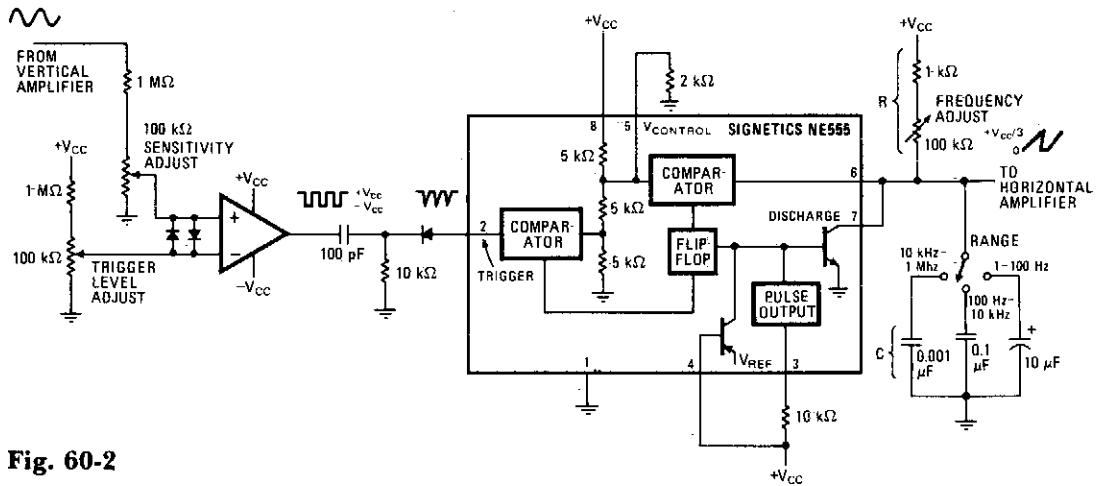 FROM
VERTICAL
AMPLIFIER
1 MΩ
100 kΩ
SENSITIVITY
ADJUST
+VCC
1 MΩ
100 kΩ
TRIGGER
LEVEL ADJUST
+VCC
+
−
−VCC
+Vcc
−Vcc
100 pF
10 kΩ
2
TRIGGER
+VCC
8
5
2 kΩ
VCONTROL
SIGNETICS NE555
5 kΩ
5 kΩ
5 kΩ
COMPAR-
ATOR
COMPAR-
ATOR
FLIP
FLOP
DISCHARGE
6
7
PULSE
OUTPUT
VREF
1
4
3
10 kΩ
+VCC
+VCC
1 kΩ
R
FREQUENCY
ADJUST
100 kΩ
+Vcc/3
0
TO
HORIZONTAL
AMPLIFIER
RANGE
10 kHz–
1 Mhz
1–100 Hz
100 Hz–
10 kHz
C
0.001
μF
0.1
μF
+
10 μF
Fig. 60-2